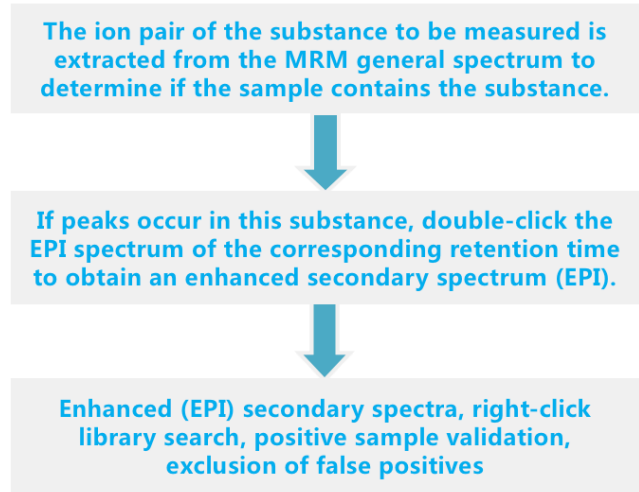 The ion pair of the substance to be measured is
extracted from the MRM general spectrum to
determine if the sample contains the substance.
If peaks occur in this substance, double-click the
EPI spectrum of the corresponding retention time
to obtain an enhanced secondary spectrum (EPI).
Enhanced (EPI) secondary spectra, right-click
library search, positive sample validation,
exclusion of false positives